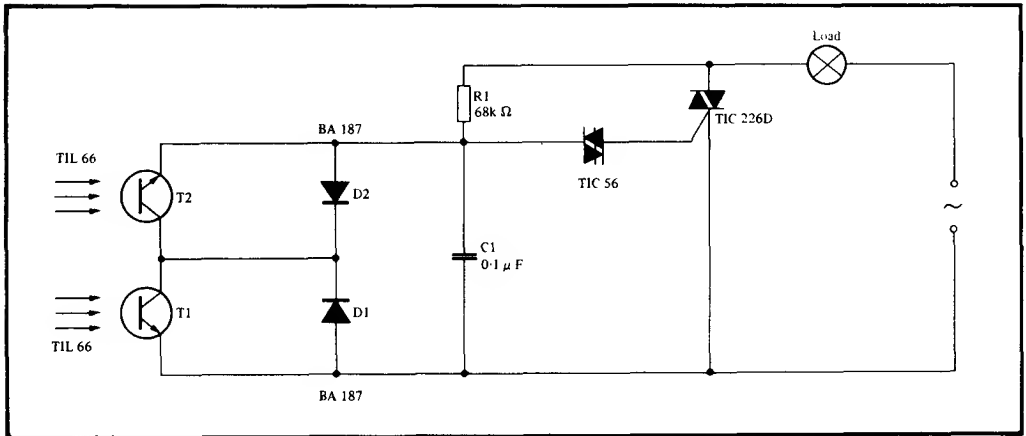 Load
R1
68k Ω
TIC 226D
BA 187
TIL 66
TIC 56
T2
D2
~
C1
0·1 μ F
T1
D1
TIL 66
BA 187